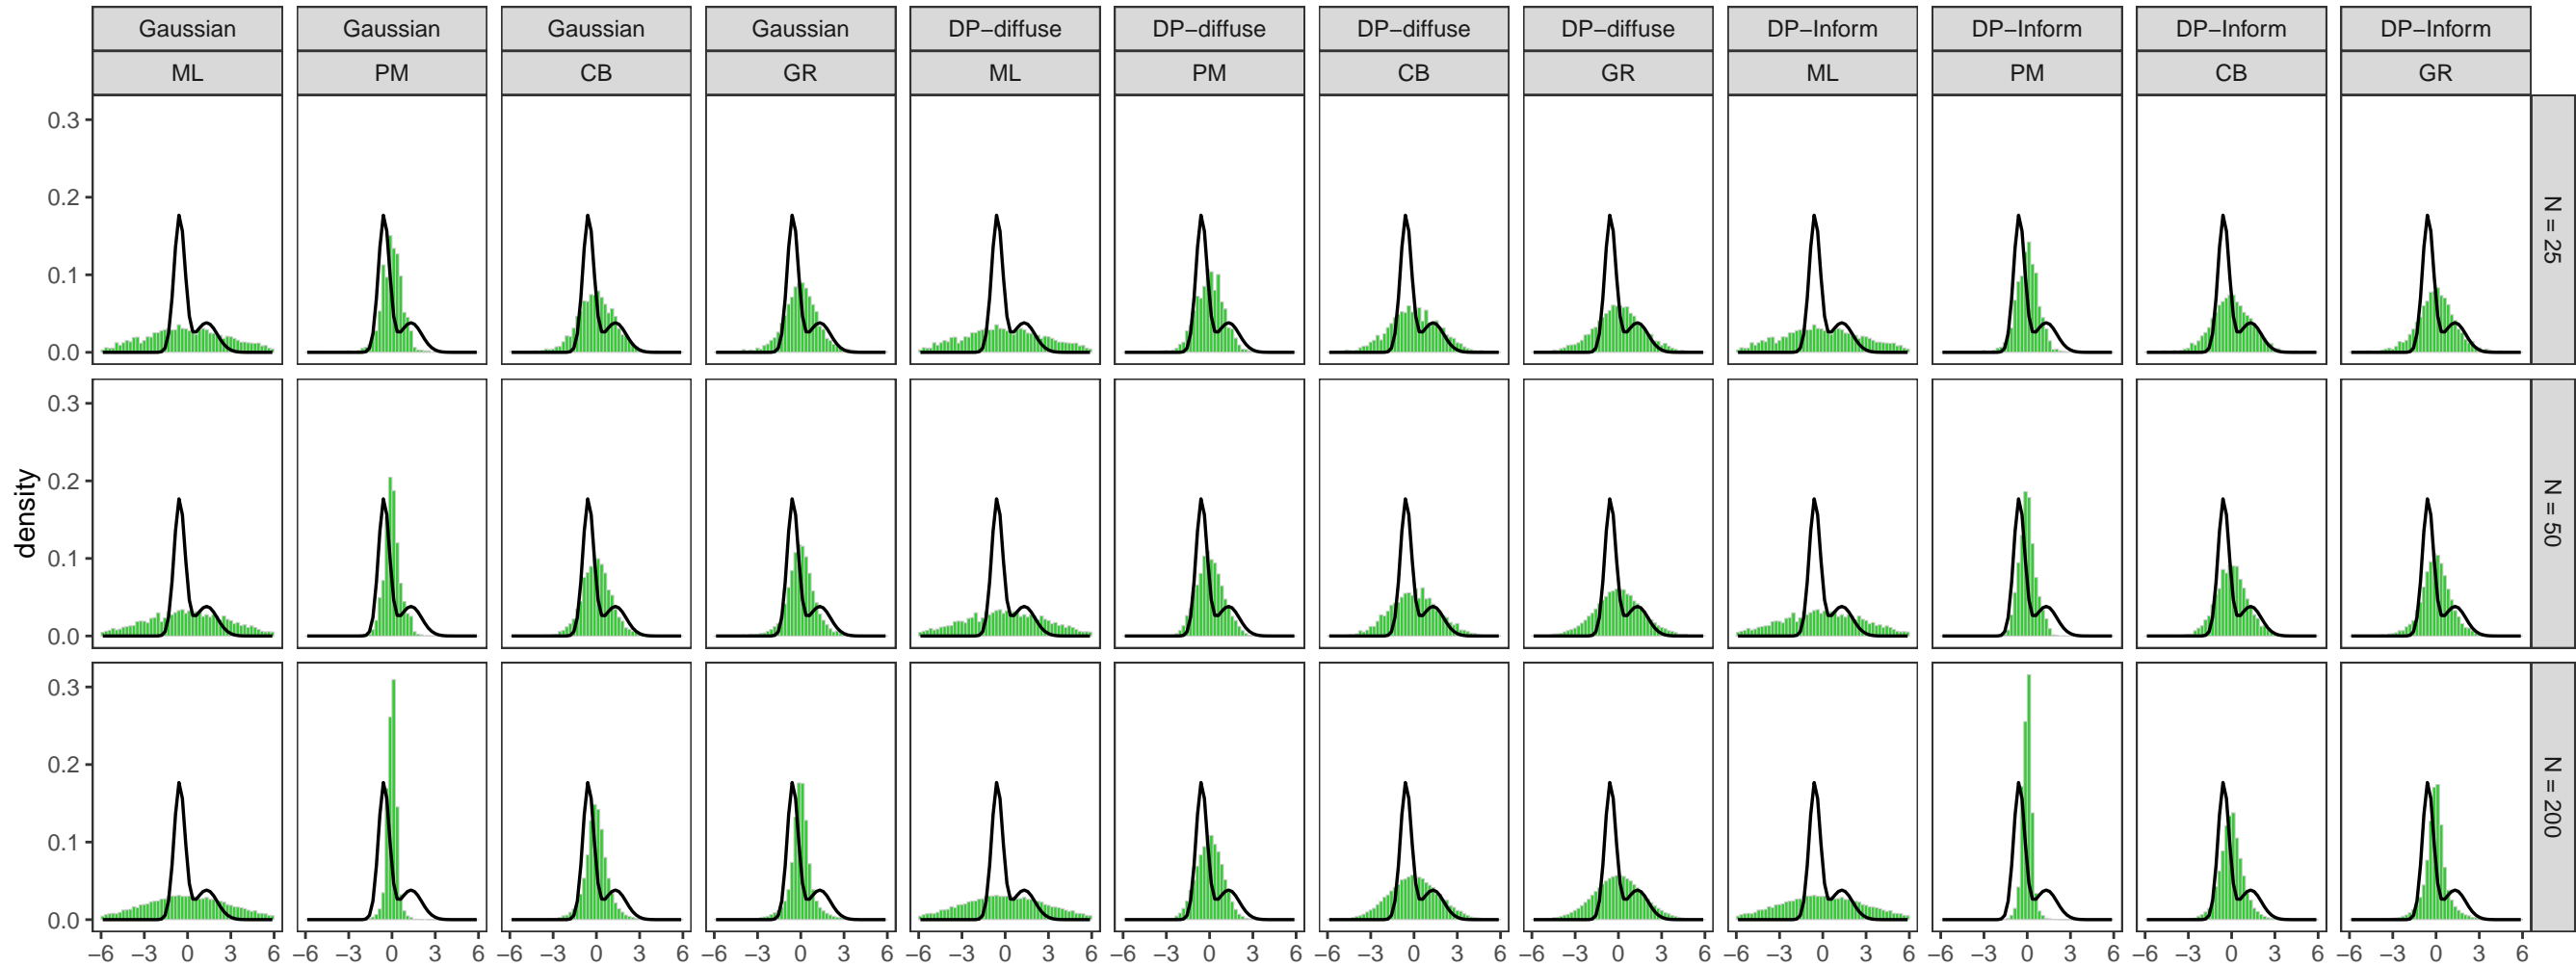 Gaussian Gaussian Gaussian Gaussian DP−diffuse DP−diffuse DP−diffuse DP−diffuse DP−Inform DP−Inform DP−Inform DP−Inform
ML PM CB GR ML PM CB GR ML PM CB GR
0.3
0.2
0.1
0.0
N = 25
0.3
0.2
0.1
0.0
N = 50
density
0.3
0.2
0.1
0.0
N = 200
−6 −3 0 3 6 −6 −3 0 3 6 −6 −3 0 3 6 −6 −3 0 3 6 −6 −3 0 3 6 −6 −3 0 3 6 −6 −3 0 3 6 −6 −3 0 3 6 −6 −3 0 3 6 −6 −3 0 3 6 −6 −3 0 3 6 −6 −3 0 3 6